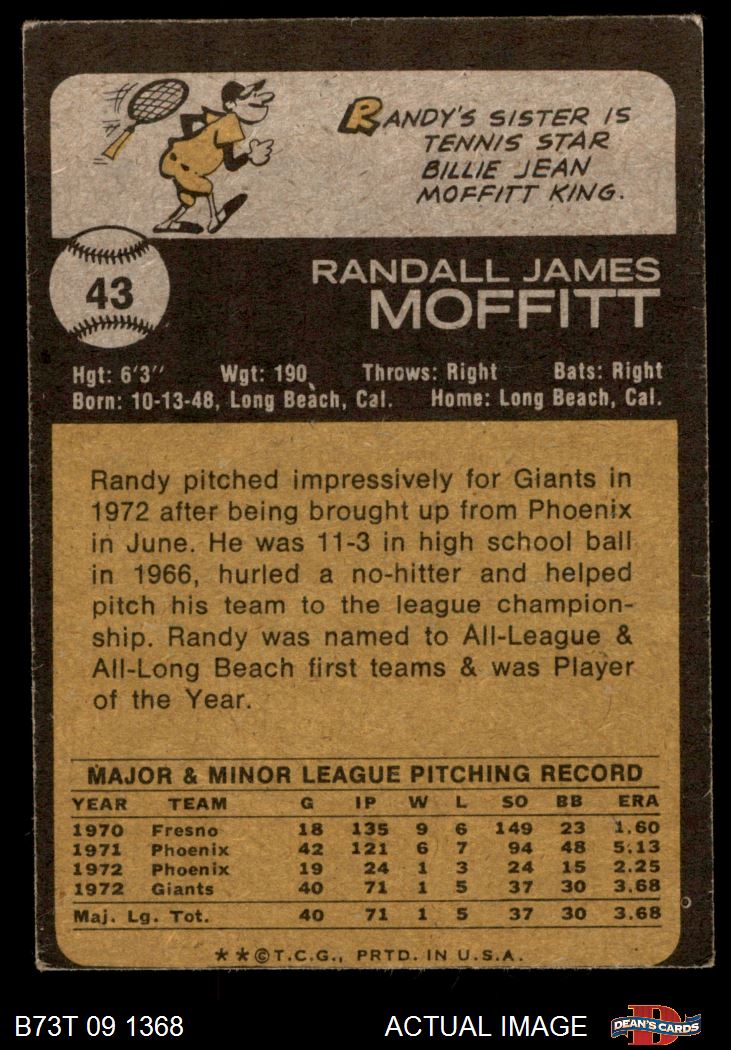 RANDY'S SISTER IS
TENNIS STAR
BILLIE JEAN
MOFFITT KING.
43
RANDALL JAMES
MOFFITT
Hgt: 6'3" Wgt: 190 Throws: Right Bats: Right
Born: 10-13-48, Long Beach, Cal. Home: Long Beach, Cal.
Randy pitched impressively for Giants in
1972 after being brought up from Phoenix
in June. He was 11-3 in high school ball
in 1966, hurled a no-hitter and helped
pitch his team to the league champion-
ship. Randy was named to All-League &
All-Long Beach first teams & was Player
of the Year.
MAJOR & MINOR LEAGUE PITCHING RECORD
YEAR TEAM G IP W L SO BB ERA
1970 Fresno 18 135 9 6 149 23 1.60
1971 Phoenix 42 121 6 7 94 48 5.13
1972 Phoenix 19 24 1 3 24 15 2.25
1972 Giants 40 71 1 5 37 30 3.68
Maj. Lg. Tot. 40 71 1 5 37 30 3.68
**©T.C.G., PRTD. IN U.S.A.
B73T 09 1368 ACTUAL IMAGE
D
DEAN'S CARDS